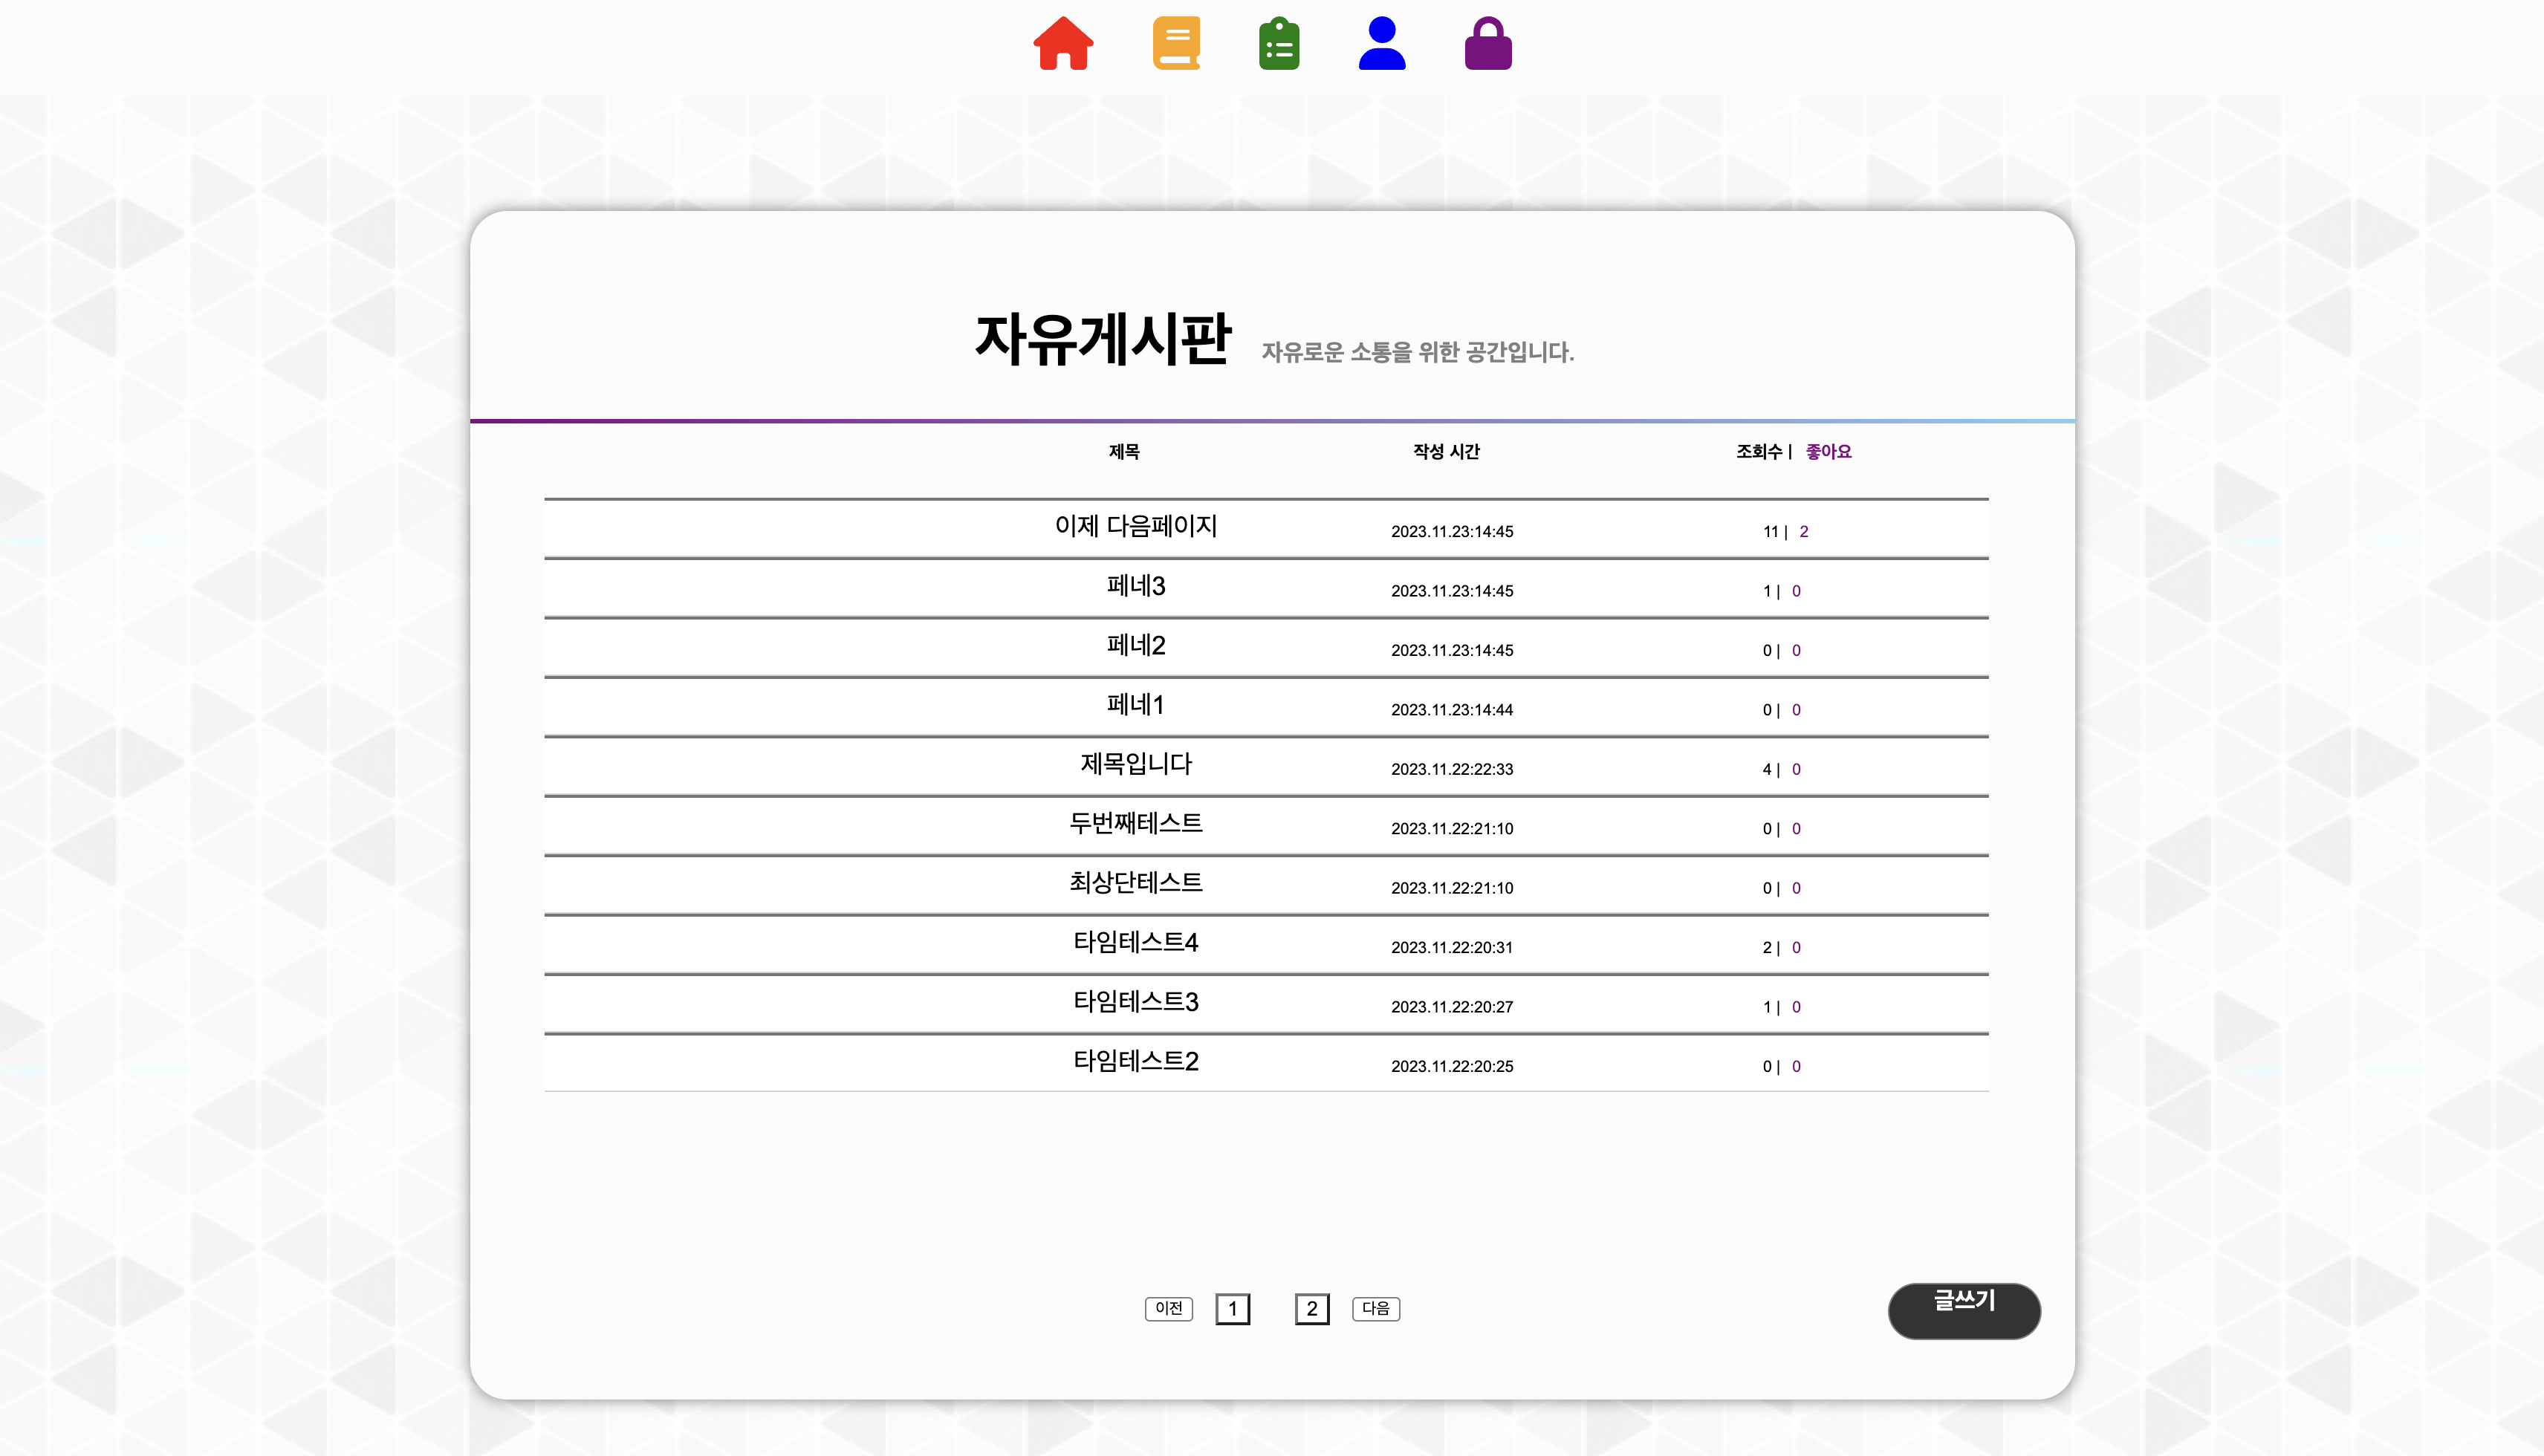 자유게시판 자유로운 소통을 위한 공간입니다.
제목 작성 시간 조회수 | 좋아요
이제 다음페이지 2023.11.23:14:45 11 | 2
페네3 2023.11.23:14:45 1 | 0
페네2 2023.11.23:14:45 0 | 0
페네1 2023.11.23:14:44 0 | 0
제목입니다 2023.11.22:22:33 4 | 0
두번째테스트 2023.11.22:21:10 0 | 0
최상단테스트 2023.11.22:21:10 0 | 0
타임테스트4 2023.11.22:20:31 2 | 0
타임테스트3 2023.11.22:20:27 1 | 0
타임테스트2 2023.11.22:20:25 0 | 0
이전 1 2 다음 글쓰기